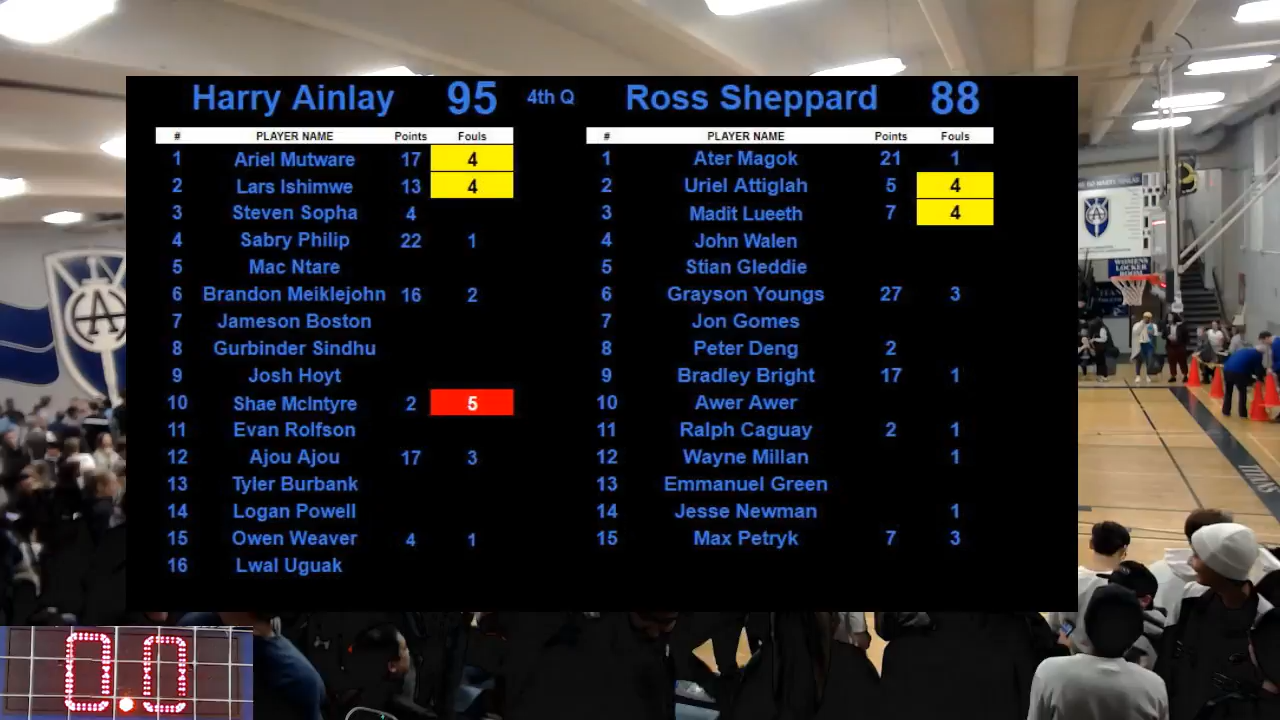 Harry Ainlay 95 4th Q Ross Sheppard 88
# PLAYER NAME Points Fouls # PLAYER NAME Points Fouls
1 Ariel Mutware 17 4 1 Ater Magok 21 1
2 Lars Ishimwe 13 4 2 Uriel Attiglah 5 4
3 Steven Sopha 4 3 Madit Lueeth 7 4
4 Sabry Philip 22 1 4 John Walen
5 Mac Ntare 5 Stian Gleddie
6 Brandon Meiklejohn 16 2 6 Grayson Youngs 27 3
7 Jameson Boston 7 Jon Gomes
8 Gurbinder Sindhu 8 Peter Deng 2
9 Josh Hoyt 9 Bradley Bright 17 1
10 Shae McIntyre 2 5 10 Awer Awer
11 Evan Rolfson 11 Ralph Caguay 2 1
12 Ajou Ajou 17 3 12 Wayne Millan 1
13 Tyler Burbank 13 Emmanuel Green
14 Logan Powell 14 Jesse Newman 1
15 Owen Weaver 4 1 15 Max Petryk 7 3
16 Lwal Uguak
WOMENS
LOCKER
ROOM
TITANS
0.0